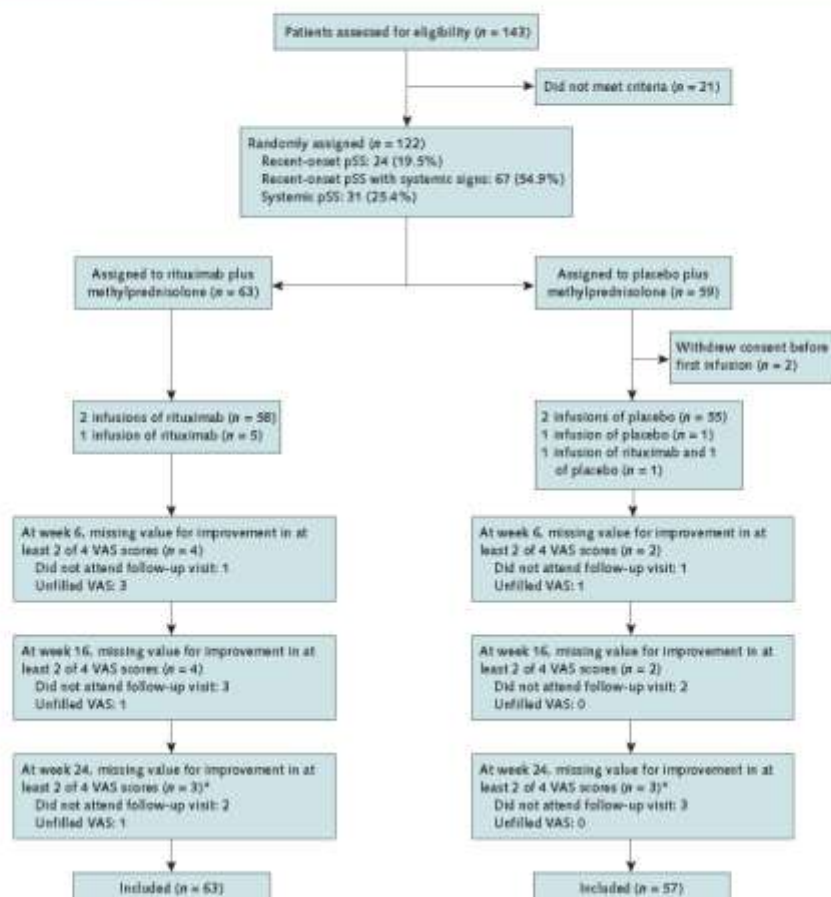 Patients assessed for eligibility (n = 143)
Did not meet criteria (n = 21)
Randomly assigned (n = 122)
Recent-onset pSS: 24 (19.5%)
Recent-onset pSS with systemic signs: 67 (54.9%)
Systemic pSS: 31 (25.4%)
Assigned to rituximab plus
methylprednisolone (n = 63)
Assigned to placebo plus
methylprednisolone (n = 59)
Withdrew consent before
first infusion (n = 2)
2 infusions of rituximab (n = 58)
1 infusion of rituximab (n = 5)
2 infusions of placebo (n = 55)
1 infusion of placebo (n = 1)
1 infusion of rituximab and 1
of placebo (n = 1)
At week 6, missing value for improvement in at
least 2 of 4 VAS scores (n = 4)
Did not attend follow-up visit: 1
Unfilled VAS: 3
At week 6, missing value for improvement in at
least 2 of 4 VAS scores (n = 2)
Did not attend follow-up visit: 1
Unfilled VAS: 1
At week 16, missing value for improvement in at
least 2 of 4 VAS scores (n = 4)
Did not attend follow-up visit: 3
Unfilled VAS: 1
At week 16, missing value for improvement in at
least 2 of 4 VAS scores (n = 2)
Did not attend follow-up visit: 2
Unfilled VAS: 0
At week 24, missing value for improvement in at
least 2 of 4 VAS scores (n = 3)*
Did not attend follow-up visit: 2
Unfilled VAS: 1
At week 24, missing value for improvement in at
least 2 of 4 VAS scores (n = 3)*
Did not attend follow-up visit: 3
Unfilled VAS: 0
Included (n = 63)
Included (n = 57)